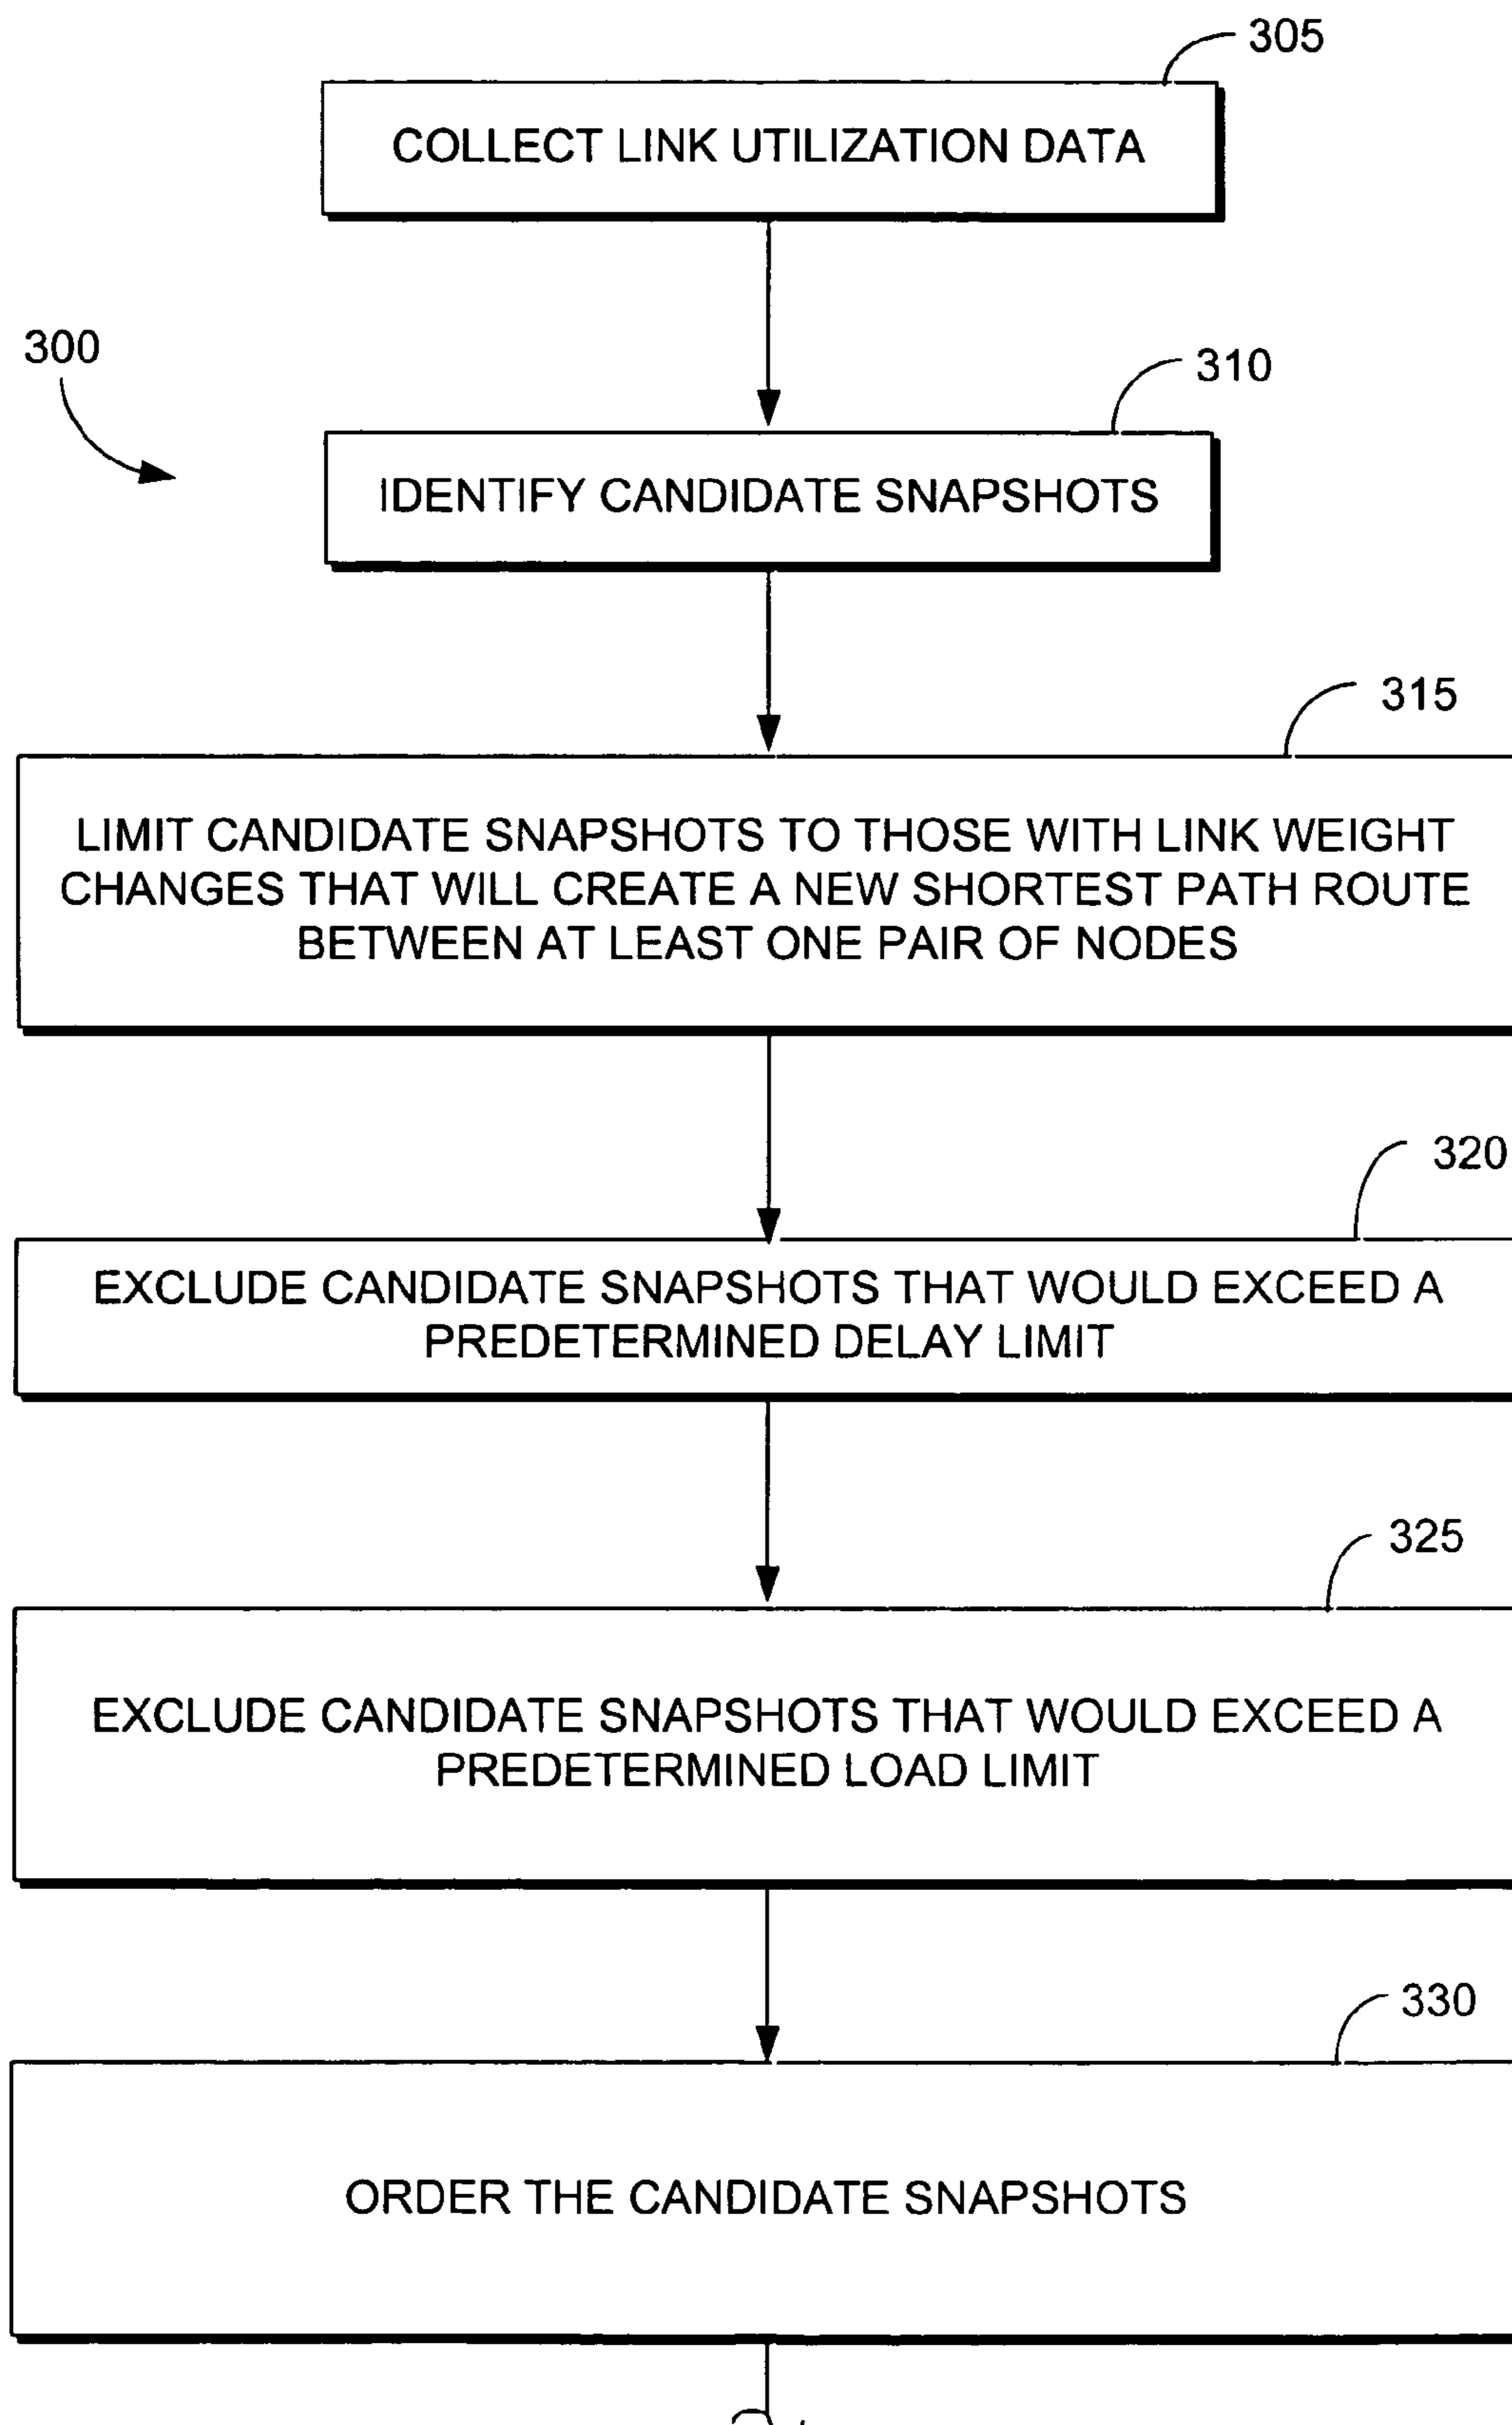 305
COLLECT LINK UTILIZATION DATA
300
310
IDENTIFY CANDIDATE SNAPSHOTS
315
LIMIT CANDIDATE SNAPSHOTS TO THOSE WITH LINK WEIGHT
CHANGES THAT WILL CREATE A NEW SHORTEST PATH ROUTE
BETWEEN AT LEAST ONE PAIR OF NODES
320
EXCLUDE CANDIDATE SNAPSHOTS THAT WOULD EXCEED A
PREDETERMINED DELAY LIMIT
325
EXCLUDE CANDIDATE SNAPSHOTS THAT WOULD EXCEED A
PREDETERMINED LOAD LIMIT
330
ORDER THE CANDIDATE SNAPSHOTS